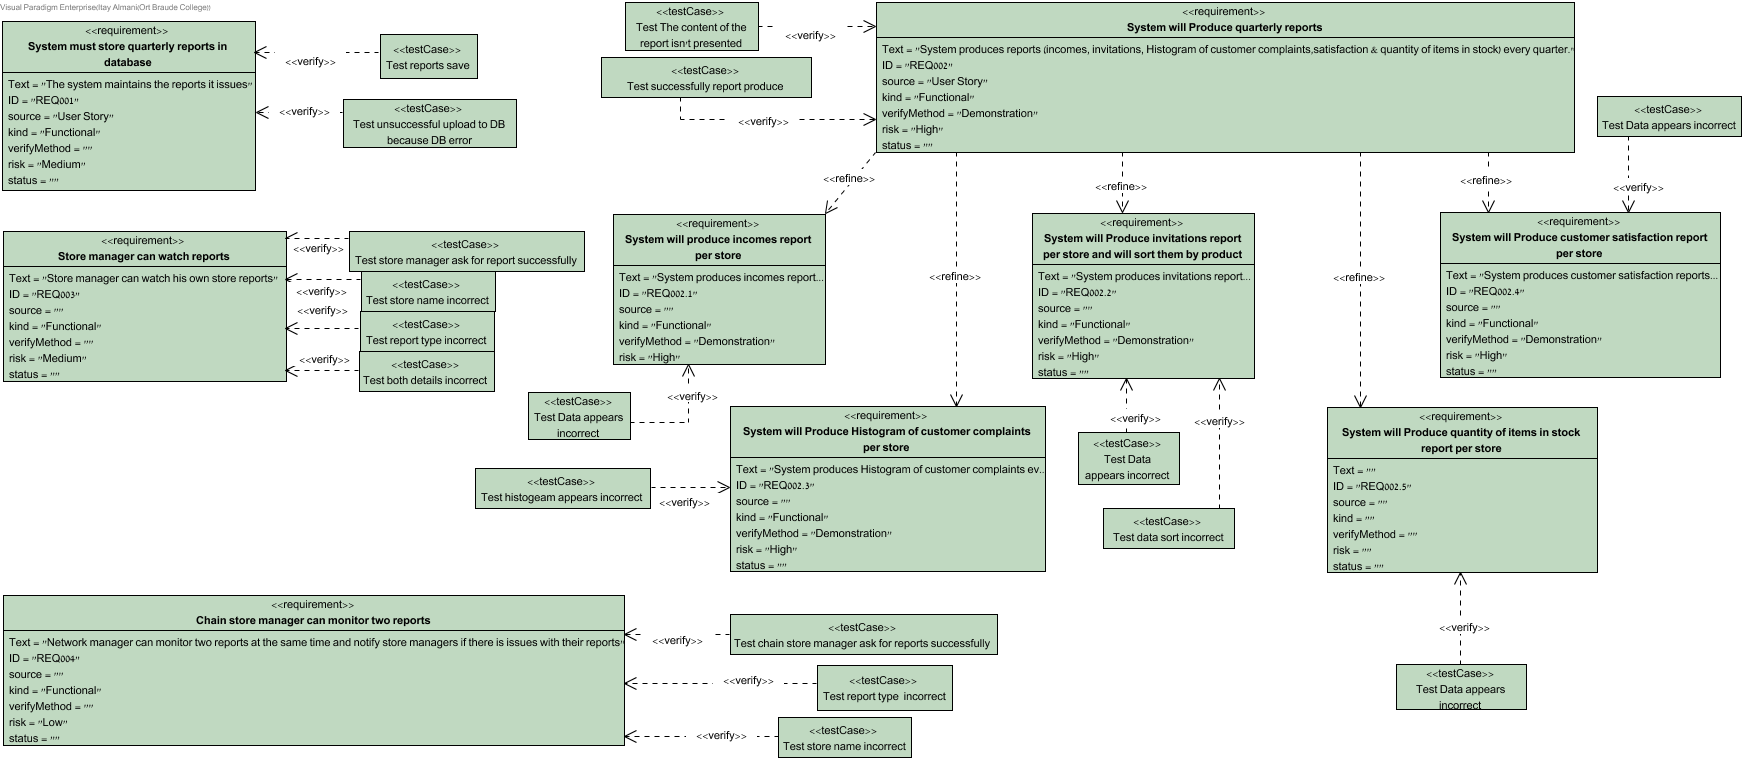 Visual Paradigm Enterprise(Itay Almani(Ort Braude College))
<<requirement>>
System must store quarterly reports in
database
Text = "The system maintains the reports it issues"
ID = "REQ001"
source = "User Story"
kind = "Functional"
verifyMethod = ""
risk = "Medium"
status = ""
<<verify>>
<<testCase>>
Test reports save
<<verify>>
<<testCase>>
Test unsuccessful upload to DB
because DB error
<<testCase>>
Test The content of the
report isn't presented
<<verify>>
<<testCase>>
Test successfully report produce
<<verify>>
<<requirement>>
System will Produce quarterly reports
Text = "System produces reports (incomes, invitations, Histogram of customer complaints,satisfaction & quantity of items in stock) every quarter."
ID = "REQ002"
source = "User Story"
kind = "Functional"
verifyMethod = "Demonstration"
risk = "High"
status = ""
<<testCase>>
Test Data appears incorrect
<<refine>>
<<refine>>
<<refine>>
<<verify>>
<<refine>>
<<refine>>
<<requirement>>
Store manager can watch reports
Text = "Store manager can watch his own store reports"
ID = "REQ003"
source = ""
kind = "Functional"
verifyMethod = ""
risk = "Medium"
status = ""
<<verify>>
<<verify>>
<<verify>>
<<verify>>
<<testCase>>
Test store manager ask for report successfully
<<testCase>>
Test store name incorrect
<<testCase>>
Test report type incorrect
<<testCase>>
Test both details incorrect
<<requirement>>
System will produce incomes report
per store
Text = "System produces incomes report...
ID = "REQ002.1"
source = ""
kind = "Functional"
verifyMethod = "Demonstration"
risk = "High"
<<verify>>
<<testCase>>
Test Data appears
incorrect
<<requirement>>
System will Produce invitations report
per store and will sort them by product
Text = "System produces invitations report...
ID = "REQ002.2"
source = ""
kind = "Functional"
verifyMethod = "Demonstration"
risk = "High"
status = ""
<<verify>>
<<verify>>
<<testCase>>
Test Data
appears incorrect
<<testCase>>
Test data sort incorrect
<<requirement>>
System will Produce customer satisfaction report
per store
Text = "System produces customer satisfaction reports...
ID = "REQ002.4"
source = ""
kind = "Functional"
verifyMethod = "Demonstration"
risk = "High"
status = ""
<<requirement>>
System will Produce Histogram of customer complaints
per store
Text = "System produces Histogram of customer complaints ev...
ID = "REQ002.3"
source = ""
kind = "Functional"
verifyMethod = "Demonstration"
risk = "High"
status = ""
<<testCase>>
Test histogeam appears incorrect
<<verify>>
<<requirement>>
System will Produce quantity of items in stock
report per store
Text = ""
ID = "REQ002.5"
source = ""
kind = ""
verifyMethod = ""
risk = ""
status = ""
<<verify>>
<<testCase>>
Test Data appears
incorrect
<<requirement>>
Chain store manager can monitor two reports
Text = "Network manager can monitor two reports at the same time and notify store managers if there is issues with their reports"
ID = "REQ004"
source = ""
kind = "Functional"
verifyMethod = ""
risk = "Low"
status = ""
<<verify>>
<<testCase>>
Test chain store manager ask for reports successfully
<<verify>>
<<testCase>>
Test report type  incorrect
<<verify>>
<<testCase>>
Test store name incorrect